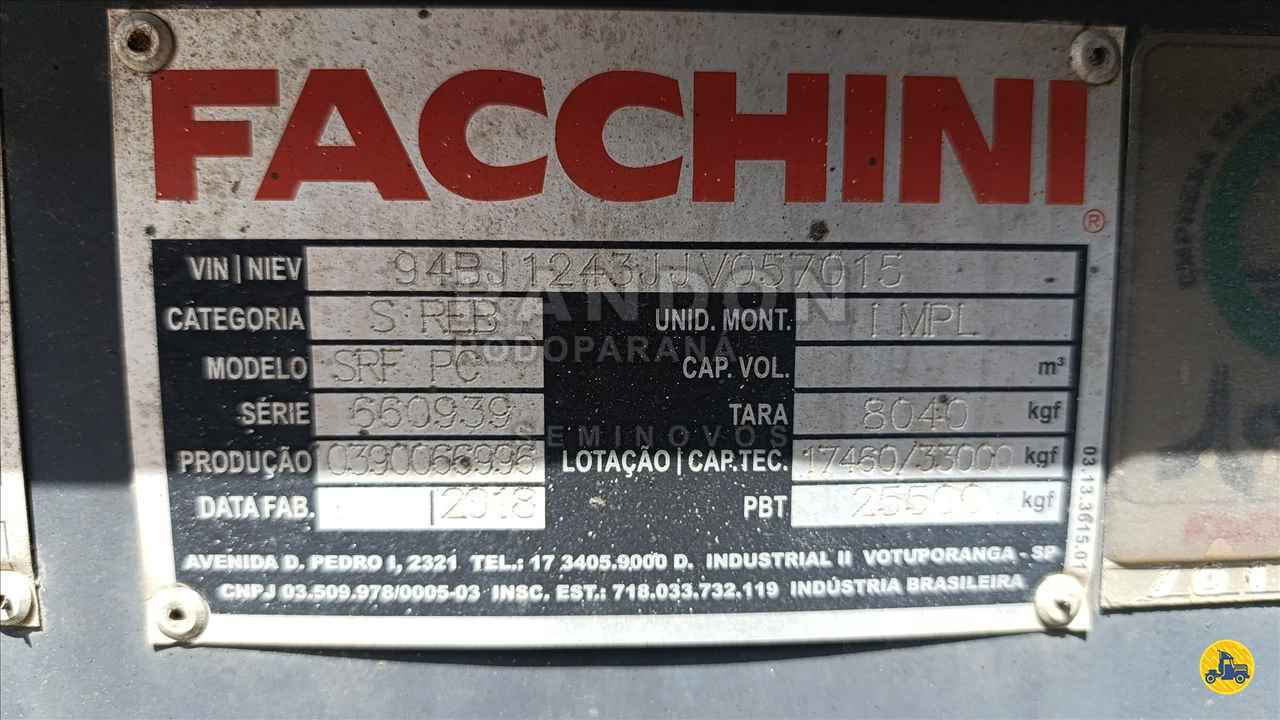 FACCHINI
®
VIN | NIEV 94BJ1243JJV057015
CATEGORIA S REB UNID. MONT. I MPL
RANDON
RODOPARANÁ
MODELO SRF PC CAP. VOL. m³
SÉRIE 660939 TARA 8040 kgf
SEMINOVOS
PRODUÇÃO 0390066996 LOTAÇÃO | CAP.TEC. 17460/33000 kgf
DATA FAB. | 2018 PBT 25500 kgf
03.13.3615.01
AVENIDA D. PEDRO I, 2321 TEL.: 17 3405.9000 D. INDUSTRIAL II VOTUPORANGA - SP
CNPJ 03.509.978/0005-03 INSC. EST.: 718.033.732.119 INDÚSTRIA BRASILEIRA